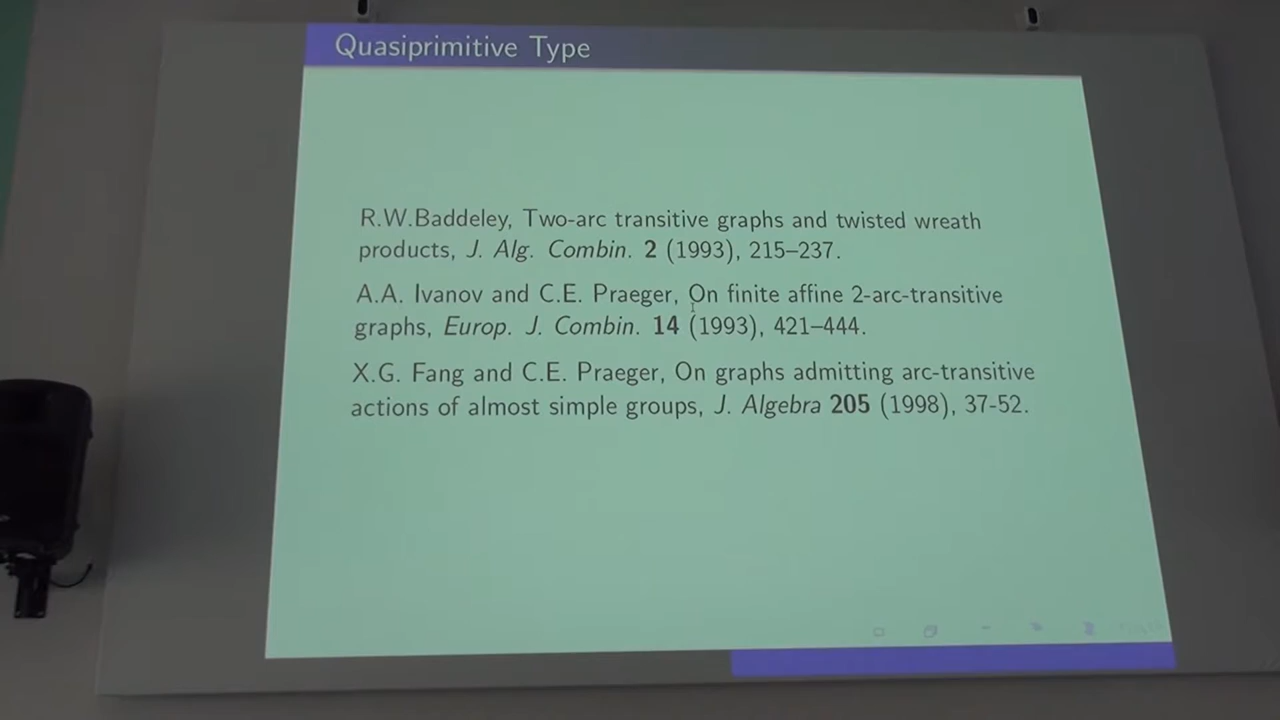 Quasiprimitive Type
R.W.Baddeley, Two-arc transitive graphs and twisted wreath
products, J. Alg. Combin. 2 (1993), 215–237.
A.A. Ivanov and C.E. Praeger, On finite affine 2-arc-transitive
graphs, Europ. J. Combin. 14 (1993), 421–444.
X.G. Fang and C.E. Praeger, On graphs admitting arc-transitive
actions of almost simple groups, J. Algebra 205 (1998), 37-52.